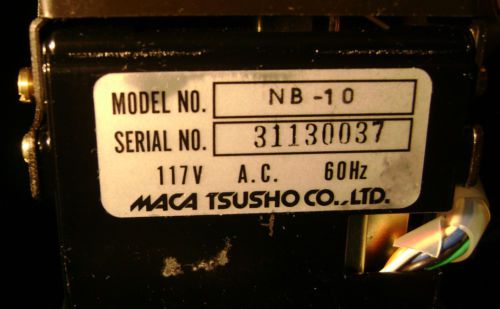 MODEL NO. NB-10
SERIAL NO. 31130037
117V A.C. 60Hz
MACA TSUSHO CO.,LTD.